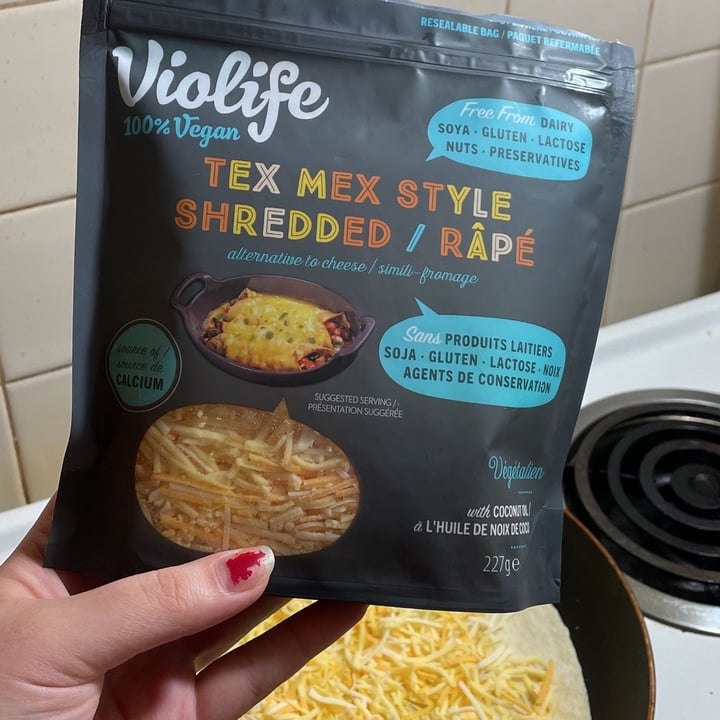 RESEALABLE BAG / PAQUET REFERMABLE
Violife
100% Vegan
Free From DAIRY
SOYA · GLUTEN · LACTOSE
NUTS · PRESERVATIVES
TEX MEX STYLE
SHREDDED / RÂPÉ
alternative to cheese / simili-fromage
Sans PRODUITS LAITIERS
SOJA · GLUTEN · LACTOSE · NOIX
AGENTS DE CONSERVATION
source of /
source de
CALCIUM
SUGGESTED SERVING /
PRÉSENTATION SUGGÉRÉE
Végétalien
with COCONUT OIL /
à L'HUILE DE NOIX DE COCO
227g e